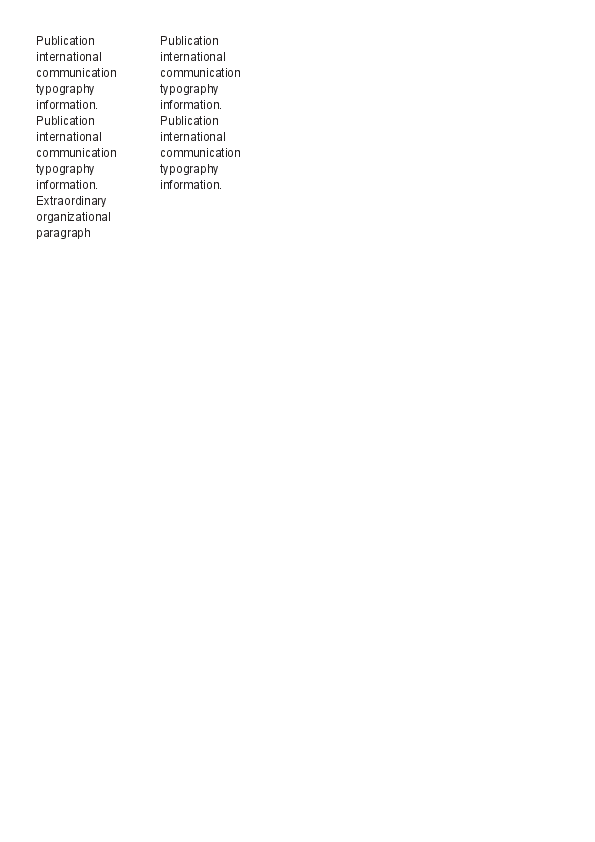 Publication
international
communication
typography
information.
Publication
international
communication
typography
information.
Extraordinary
organizational
paragraph
Publication
international
communication
typography
information.
Publication
international
communication
typography
information.